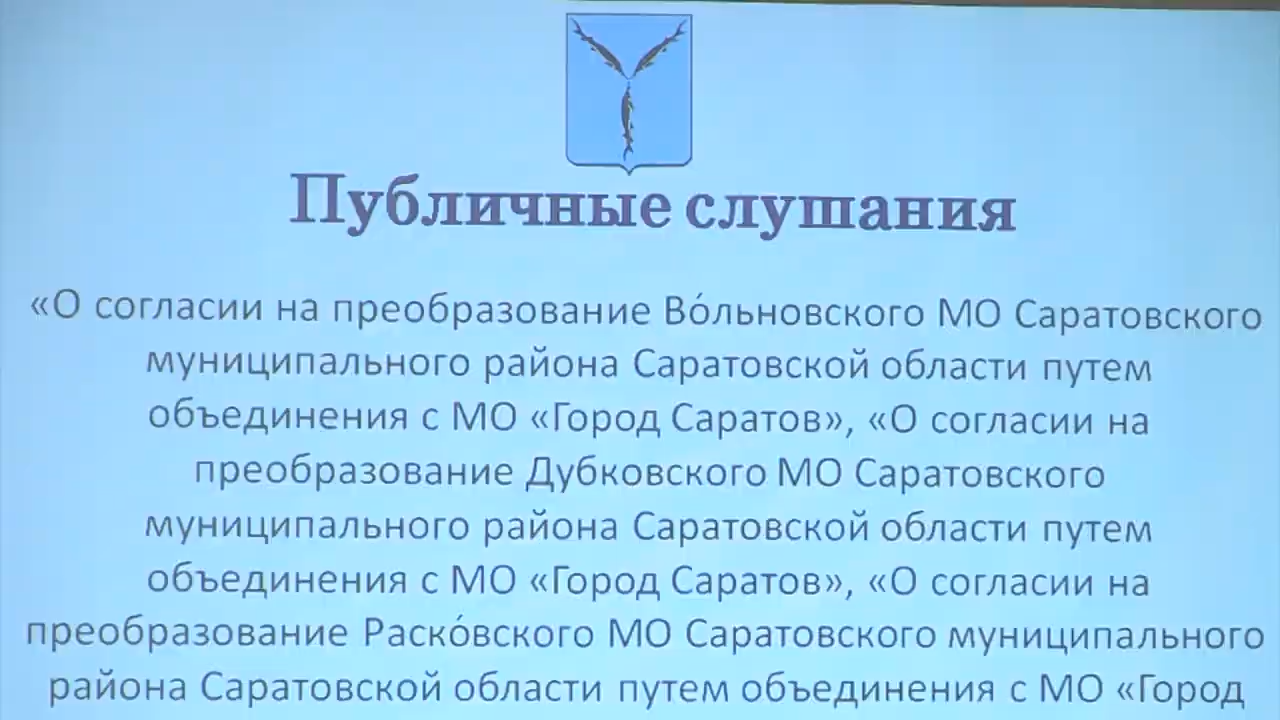 Публичные слушания
«О согласии на преобразование Во́льновского МО Саратовского
муниципального района Саратовской области путем
объединения с МО «Город Саратов», «О согласии на
преобразование Дубковского МО Саратовского
муниципального района Саратовской области путем
объединения с МО «Город Саратов», «О согласии на
преобразование Раско́вского МО Саратовского муниципального
района Саратовской области путем объединения с МО «Город